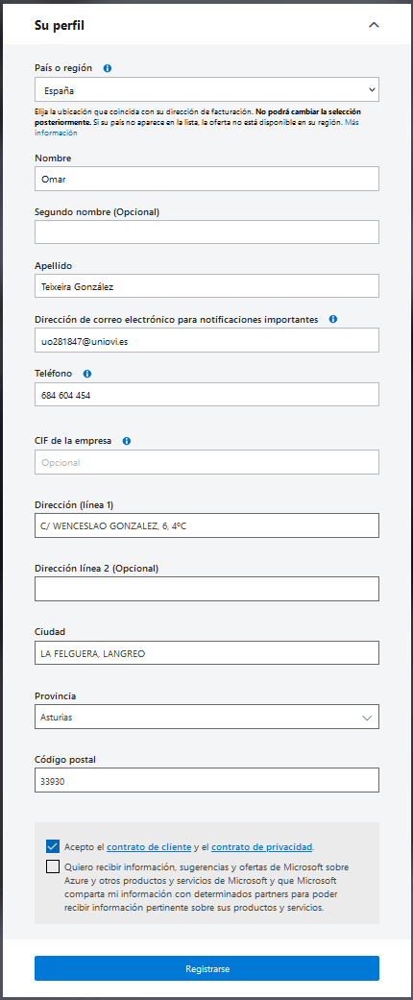 Su perfil
País o región
España
Elija la ubicación que coincida con su dirección de facturación. No podrá cambiar la selección
posteriormente. Si su país no aparece en la lista, la oferta no está disponible en su región. Más
información
Nombre
Omar
Segundo nombre (Opcional)
Apellido
Teixeira González
Dirección de correo electrónico para notificaciones importantes
uo281847@uniovi.es
Teléfono
684 604 454
CIF de la empresa
Opcional
Dirección (línea 1)
C/ WENCESLAO GONZALEZ, 6, 4ºC
Dirección línea 2 (Opcional)
Ciudad
LA FELGUERA, LANGREO
Provincia
Asturias
Código postal
33930
Acepto el contrato de cliente y el contrato de privacidad.
Quiero recibir información, sugerencias y ofertas de Microsoft sobre
Azure y otros productos y servicios de Microsoft y que Microsoft
comparta mi información con determinados partners para poder
recibir información pertinente sobre sus productos y servicios.
Registrarse